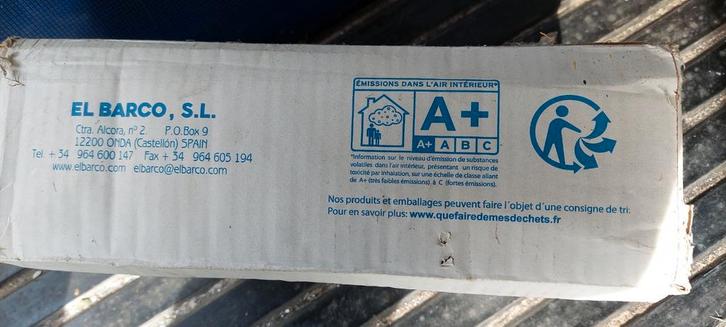 EL BARCO, S.L.
Ctra. Alcora, nº 2. P.O. Box 9
12200 ONDA (Castellón) SPAIN
Tel. + 34 964 600 147 Fax + 34 964 605 194
www.elbarco.com elbarco@elbarco.com
ÉMISSIONS DANS L'AIR INTÉRIEUR*
A+
A+ A B C
*Information sur le niveau d'émission de substances
volatiles dans l'air intérieur, présentant un risque de
toxicité par inhalation, sur une échelle de classe allant
de A+ (très faibles émissions) à C (fortes émissions).
Nos produits et emballages peuvent faire l'objet d'une consigne de tri:
Pour en savoir plus: www.quefairedemesdechets.fr